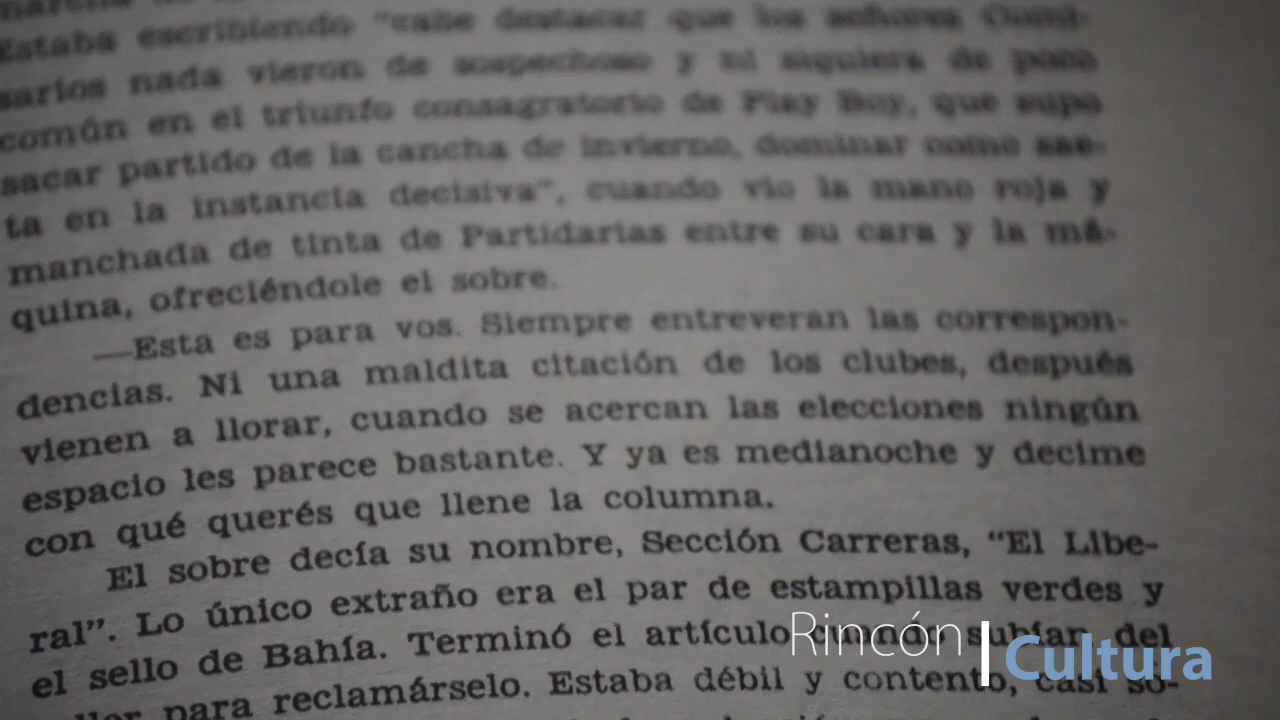 Estaba escribiendo "cabe destacar que los señores Comi-
sarios nada vieron de sospechoso y ni siquiera de poco
común en el triunfo consagratorio de Play Boy, que supo
sacar partido de la cancha de invierno, dominar como sae-
ta en la instancia decisiva", cuando vio la mano roja y
manchada de tinta de Partidarias entre su cara y la má-
quina, ofreciéndole el sobre.
—Esta es para vos. Siempre entreveran las correspon-
dencias. Ni una maldita citación de los clubes, después
vienen a llorar, cuando se acercan las elecciones ningún
espacio les parece bastante. Y ya es medianoche y decime
con qué querés que llene la columna.
El sobre decía su nombre, Sección Carreras, "El Libe-
ral". Lo único extraño era el par de estampillas verdes y
el sello de Bahía. Terminó el artículo cuando subían del
para reclamárselo. Estaba débil y contento, casi so-
Rincón | Cultura